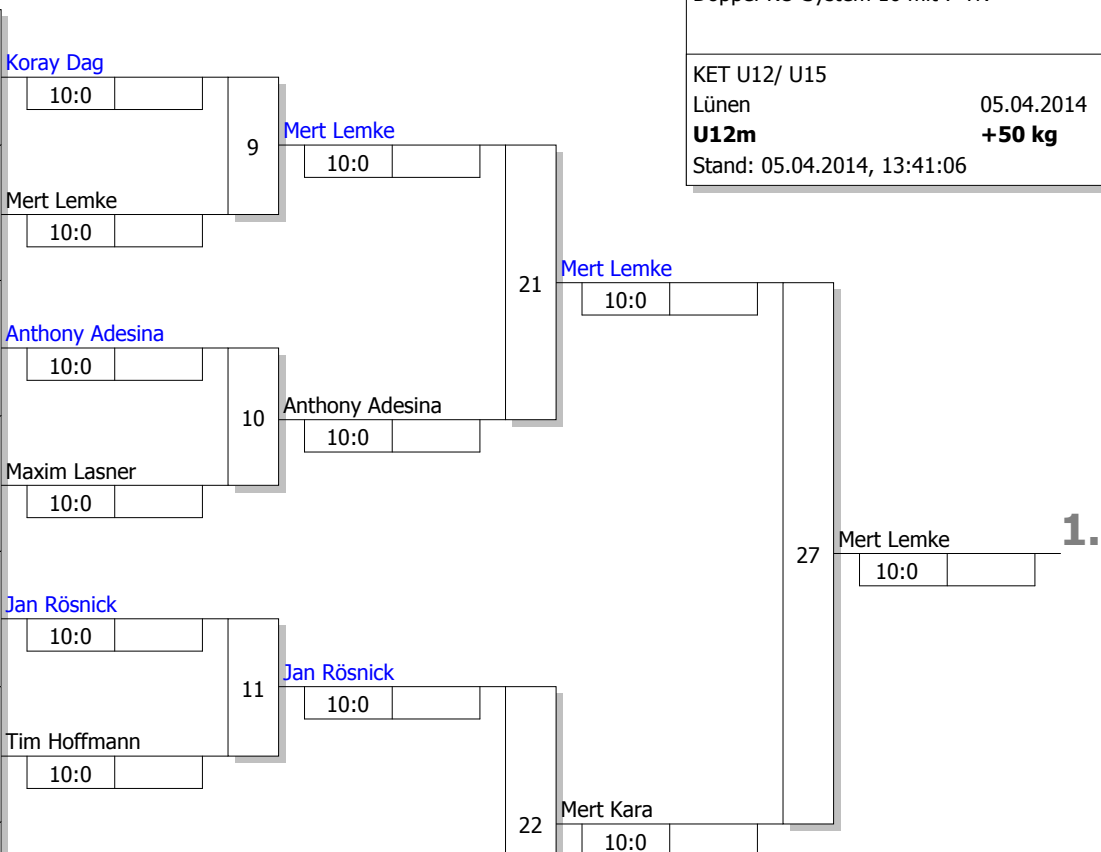 KET U12/ U15
Lünen 05.04.2014
U12m +50 kg
Stand: 05.04.2014, 13:41:06
Koray Dag
10:0
9
Mert Lemke
10:0
Mert Lemke
10:0
21
Mert Lemke
10:0
Anthony Adesina
10:0
10
Anthony Adesina
10:0
Maxim Lasner
10:0
27
Mert Lemke
10:0
1.
Jan Rösnick
10:0
11
Jan Rösnick
10:0
Tim Hoffmann
10:0
22
Mert Kara
10:0